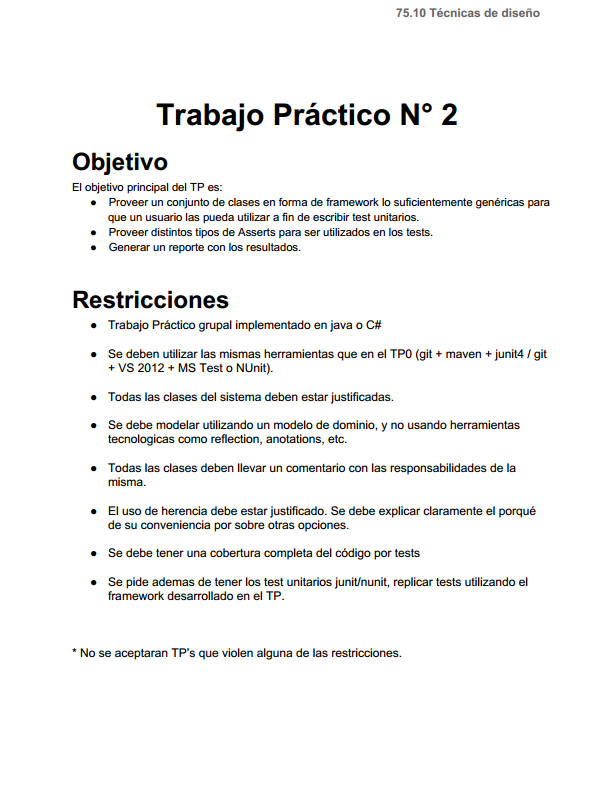 75.10 Técnicas de diseño
Trabajo Práctico N° 2
Objetivo
El objetivo principal del TP es:
● Proveer un conjunto de clases en forma de framework lo suficientemente genéricas para
que un usuario las pueda utilizar a fin de escribir test unitarios.
● Proveer distintos tipos de Asserts para ser utilizados en los tests.
● Generar un reporte con los resultados.
Restricciones
● Trabajo Práctico grupal implementado en java o C#
● Se deben utilizar las mismas herramientas que en el TP0 (git + maven + junit4 / git
+ VS 2012 + MS Test o NUnit).
● Todas las clases del sistema deben estar justificadas.
● Se debe modelar utilizando un modelo de dominio, y no usando herramientas
tecnologicas como reflection, anotations, etc.
● Todas las clases deben llevar un comentario con las responsabilidades de la
misma.
● El uso de herencia debe estar justificado. Se debe explicar claramente el porqué
de su conveniencia por sobre otras opciones.
● Se debe tener una cobertura completa del código por tests
● Se pide ademas de tener los test unitarios junit/nunit, replicar tests utilizando el
framework desarrollado en el TP.
* No se aceptaran TP's que violen alguna de las restricciones.